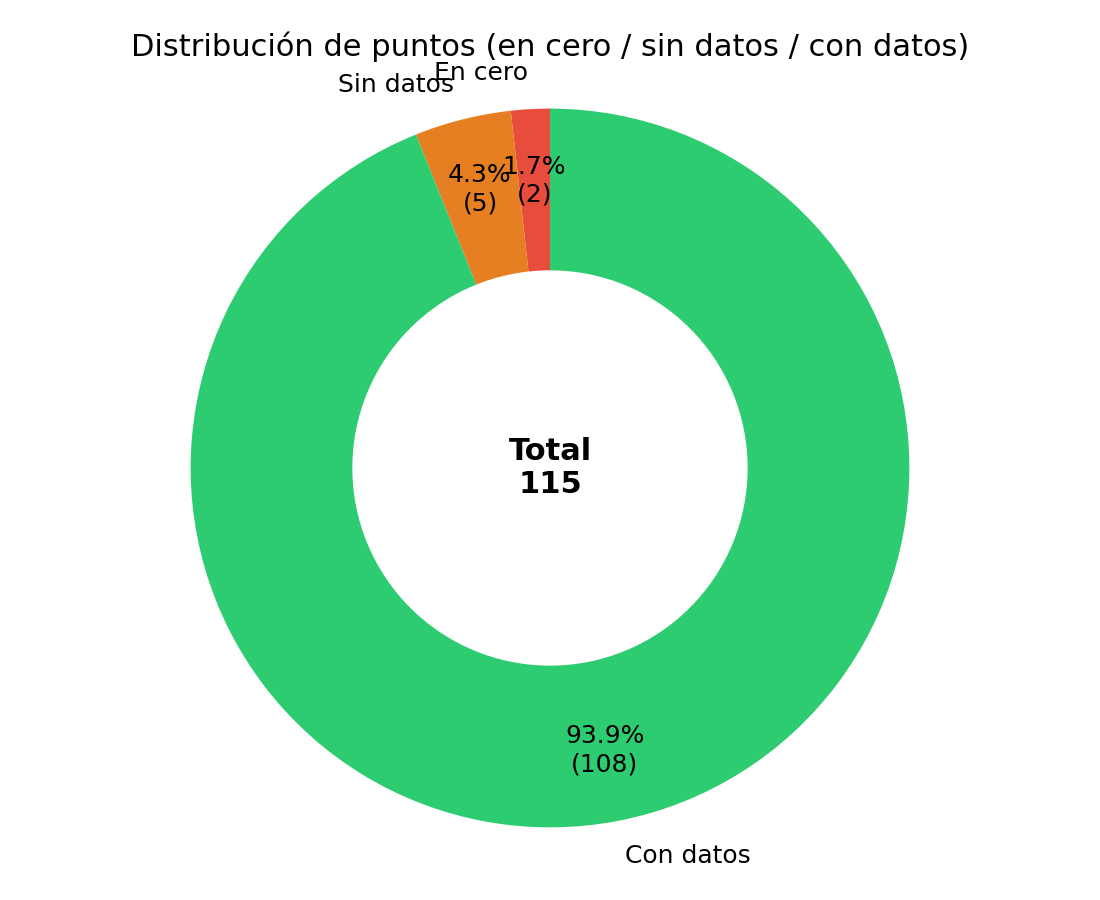 Distribución de puntos (en cero / sin datos / con datos)
En cero
Sin datos
4.3%
(5)
1.7%
(2)
Total
115
93.9%
(108)
Con datos